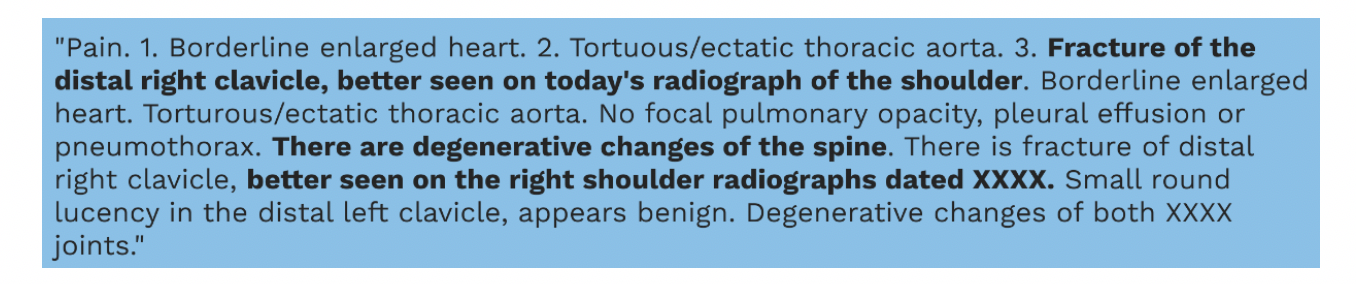 "Pain. 1. Borderline enlarged heart. 2. Tortuous/ectatic thoracic aorta. 3. Fracture of the
distal right clavicle, better seen on today's radiograph of the shoulder. Borderline enlarged
heart. Torturous/ectatic thoracic aorta. No focal pulmonary opacity, pleural effusion or
pneumothorax. There are degenerative changes of the spine. There is fracture of distal
right clavicle, better seen on the right shoulder radiographs dated XXXX. Small round
lucency in the distal left clavicle, appears benign. Degenerative changes of both XXXX
joints."